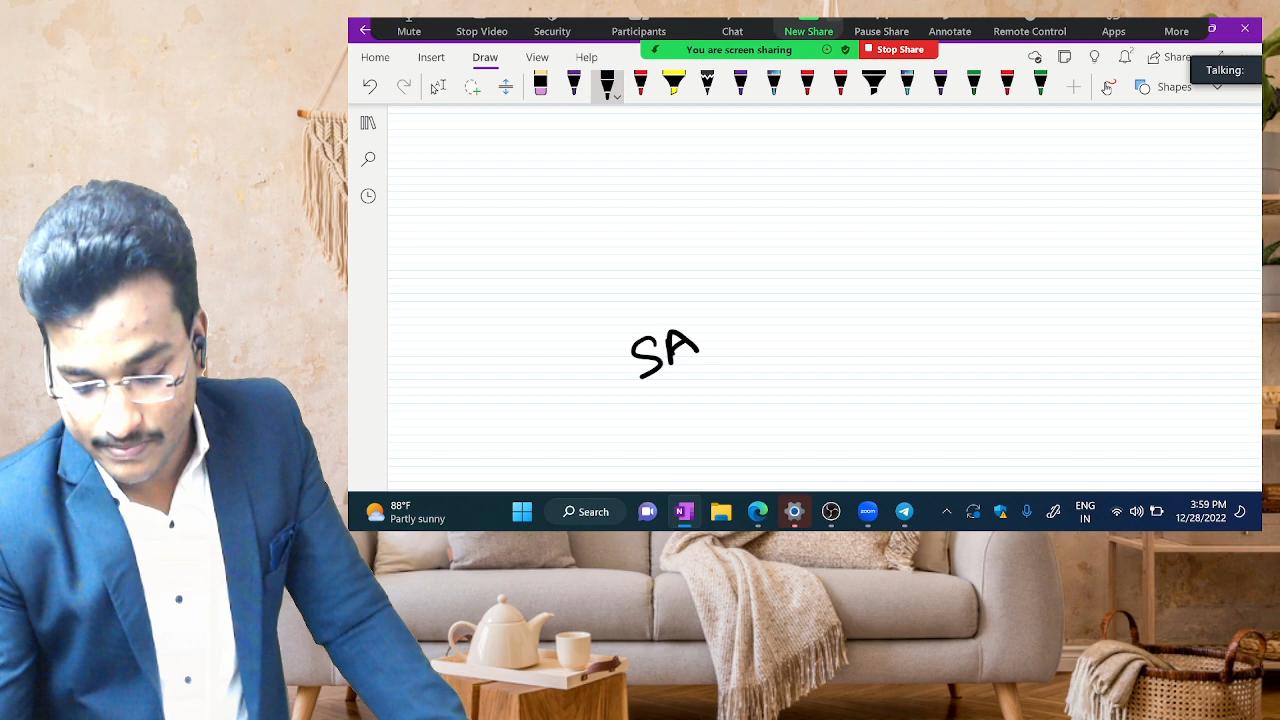 Mute Stop Video Security Participants Chat New Share Pause Share Annotate Remote Control Apps More
You are screen sharing Stop Share
Home Insert Draw View Help Share
Talking:
Shapes
SA
88°F
Partly sunny
Search
zoom
ENG
IN
3:59 PM
12/28/2022